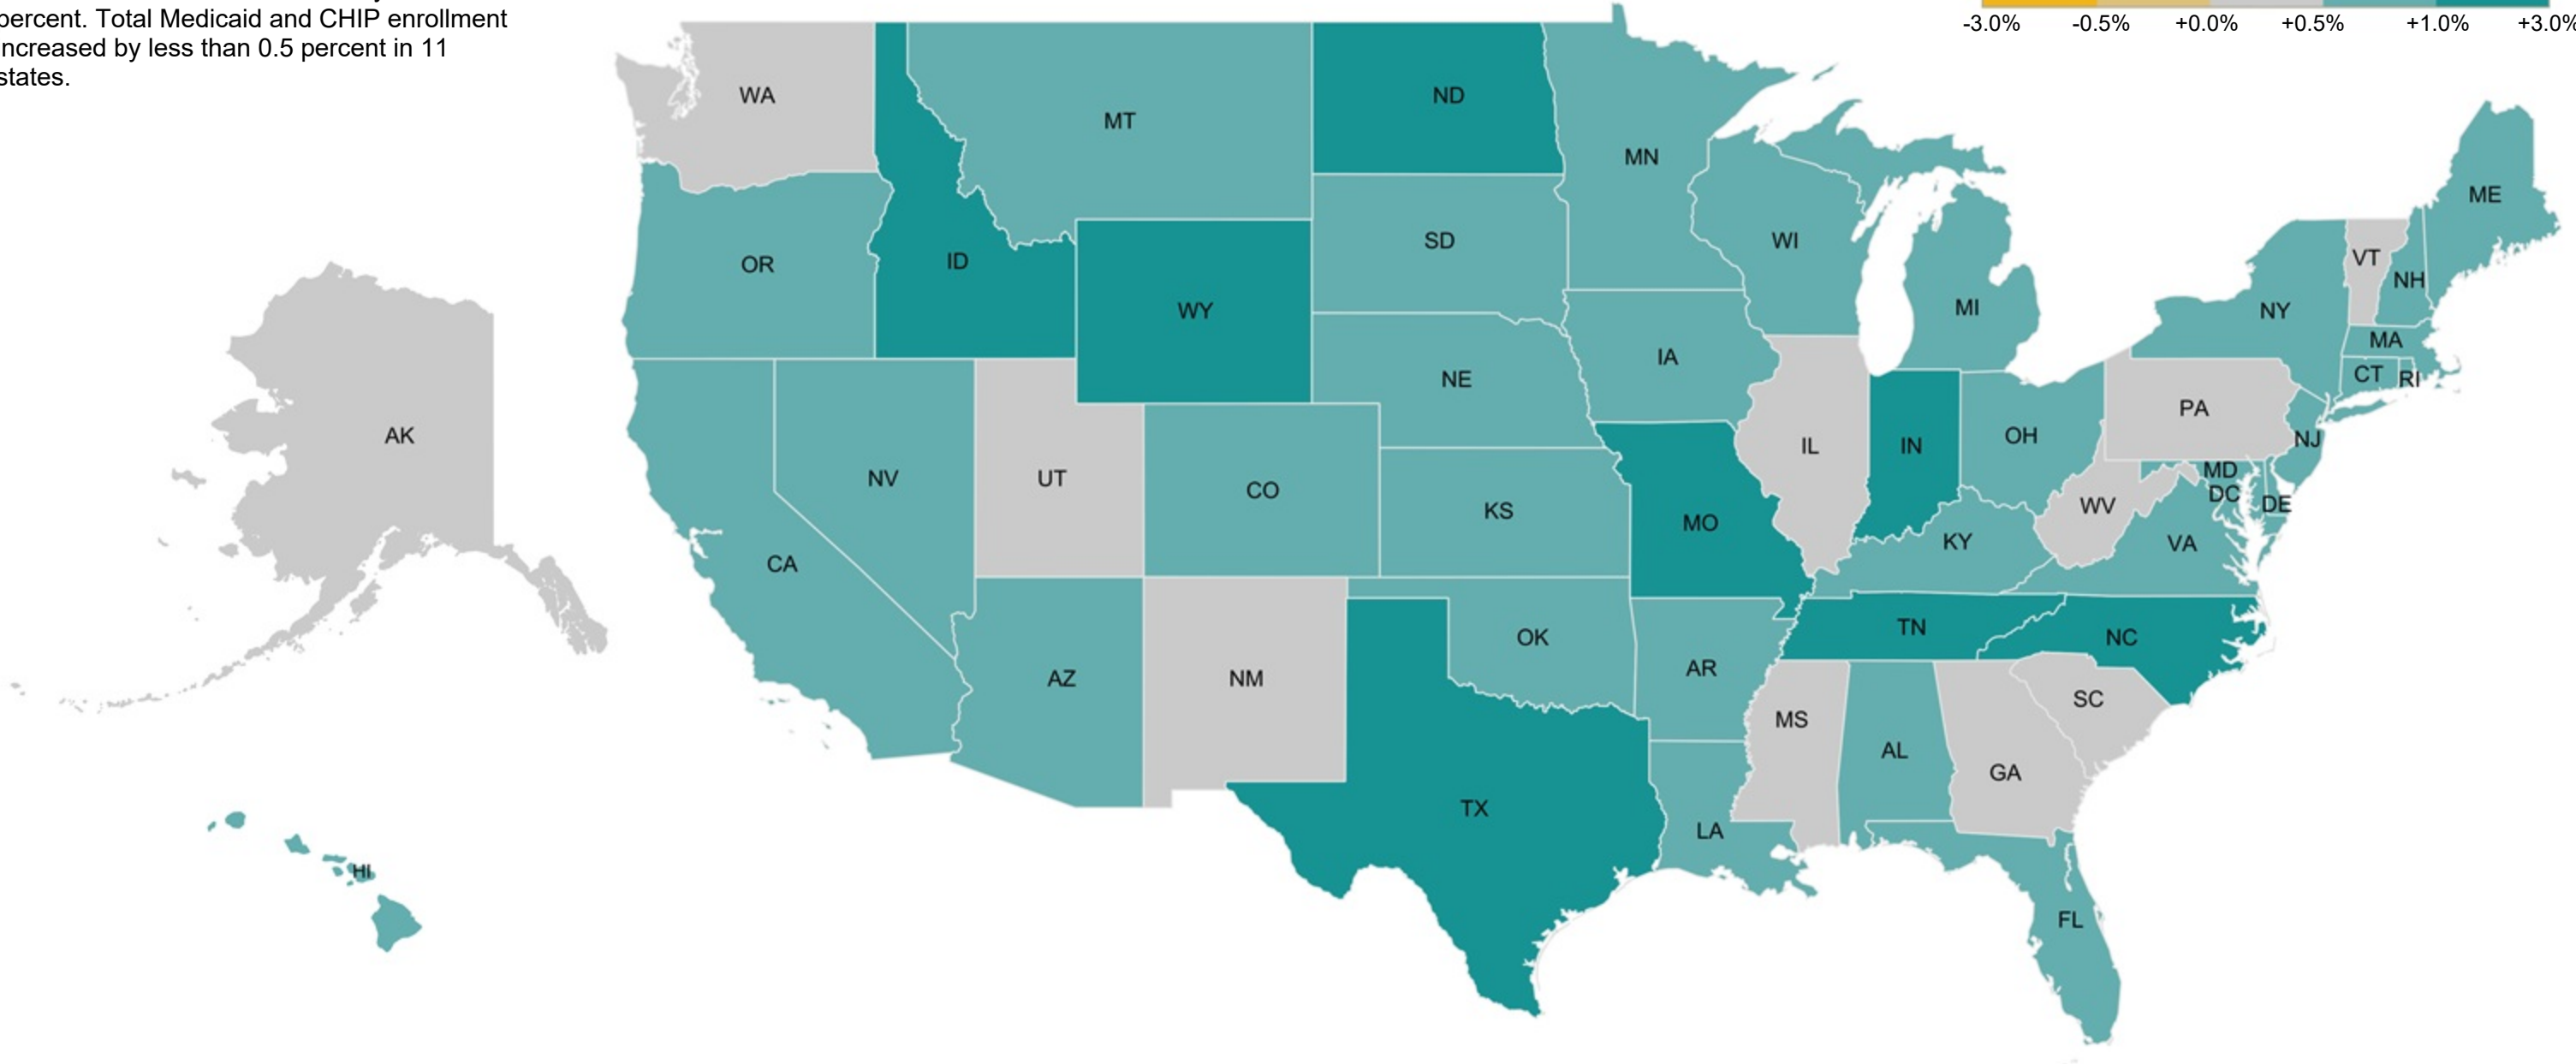 percent. Total Medicaid and CHIP enrollment
increased by less than 0.5 percent in 11
states.
-3.0% -0.5% +0.0% +0.5% +1.0% +3.0%
WA
MT
ND
MN
ME
OR
ID
WY
SD
WI
MI
VT
NH
NY
MA
CT
RI
AK
NV
UT
CO
NE
IA
IL
IN
OH
PA
NJ
MD
DC
DE
CA
KS
MO
KY
WV
VA
AZ
NM
OK
AR
TN
NC
SC
MS
AL
GA
TX
LA
FL
HI